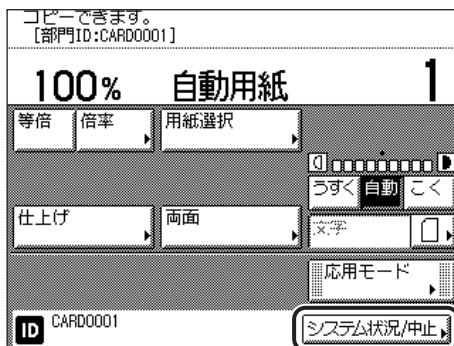 コピーできます。
[部門ID:CARD0001]
100% 自動用紙 1
等倍 倍率 用紙選択
うすく 自動 こく
仕上げ 両面 文字
応用モード
ID CARD0001 システム状況/中止